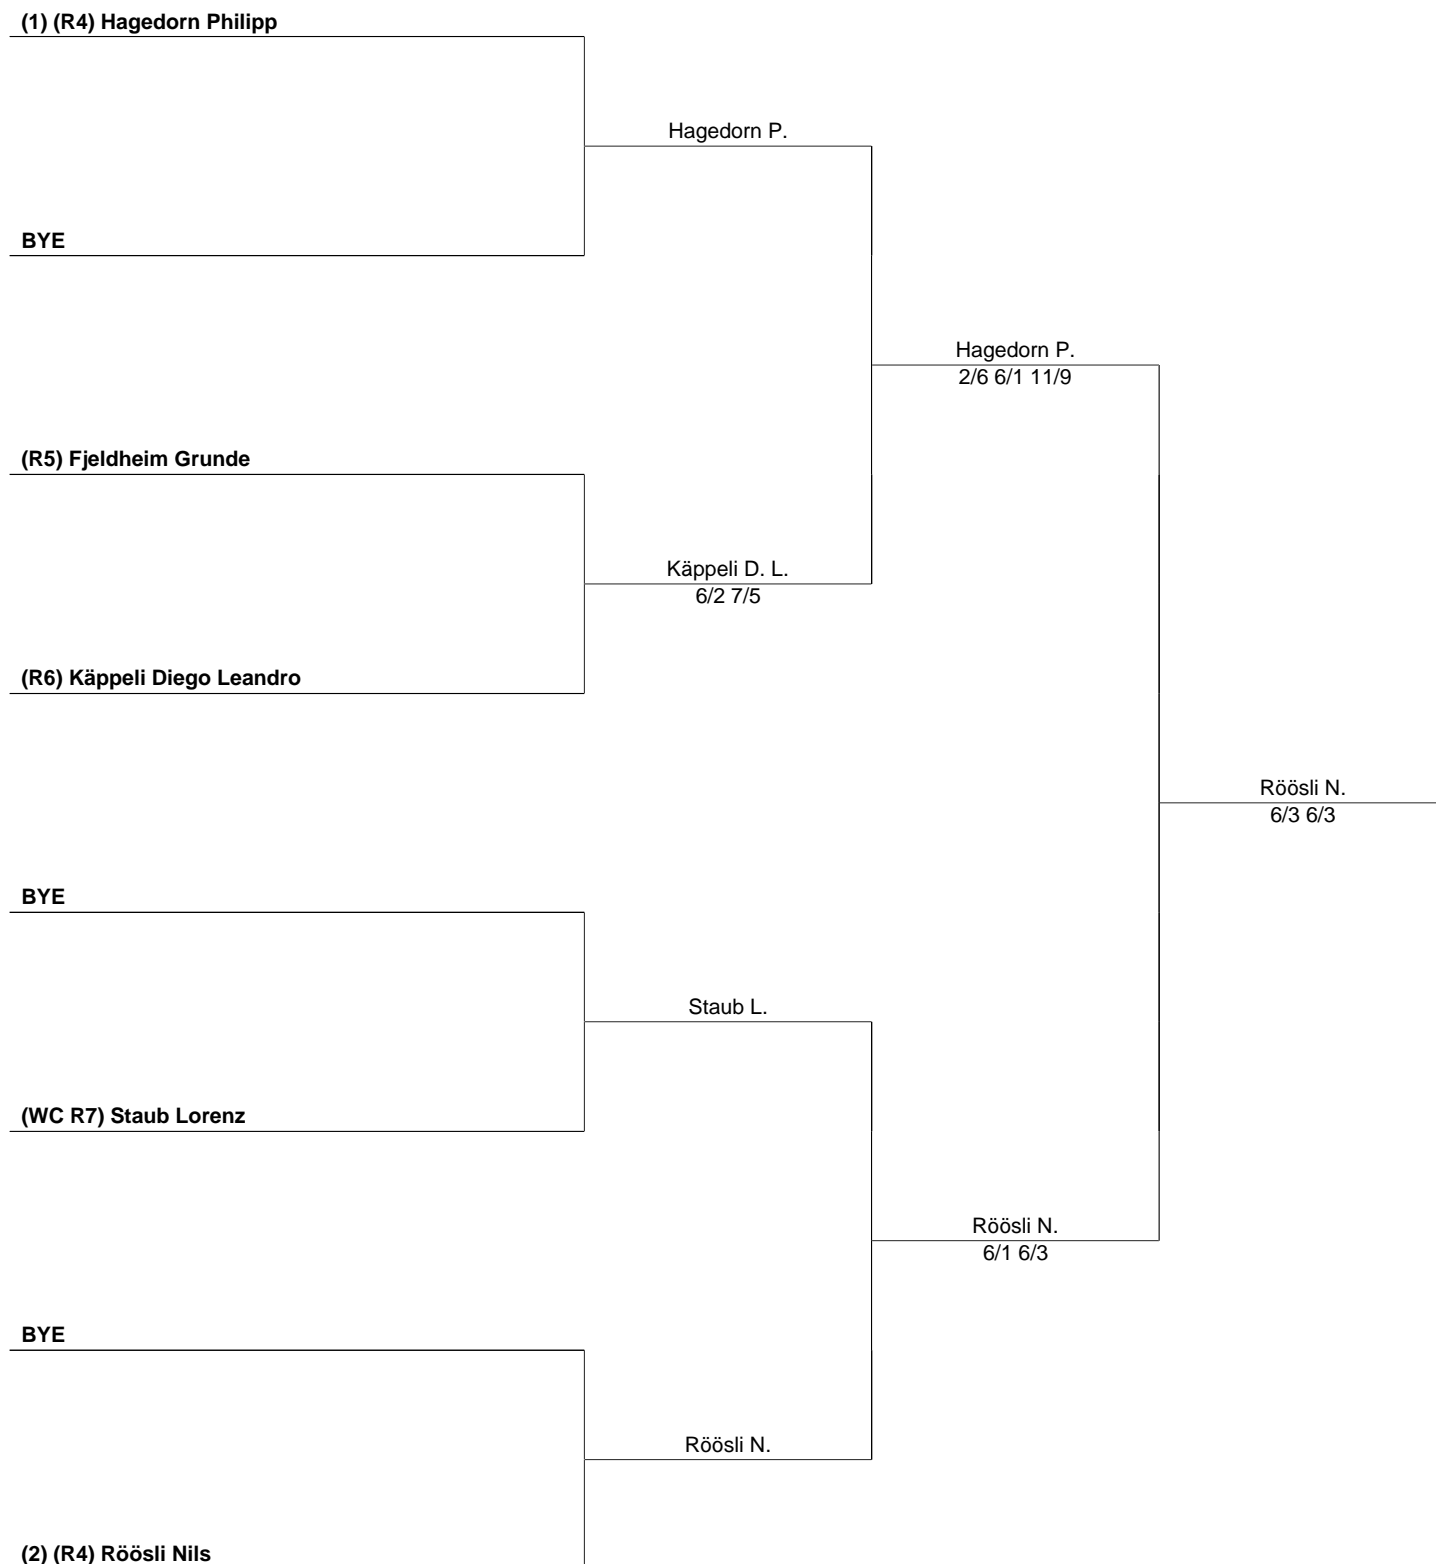 (1) (R4) Hagedorn Philipp
Hagedorn P.
BYE
Hagedorn P.
2/6 6/1 11/9
(R5) Fjeldheim Grunde
Käppeli D. L.
6/2 7/5
(R6) Käppeli Diego Leandro
Röösli N.
6/3 6/3
BYE
Staub L.
(WC R7) Staub Lorenz
Röösli N.
6/1 6/3
BYE
Röösli N.
(2) (R4) Röösli Nils